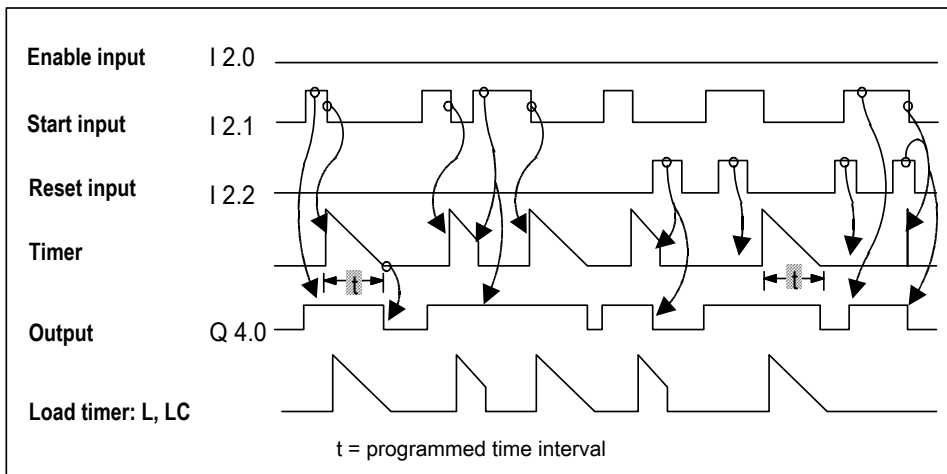 Enable input I 2.0
Start input I 2.1
Reset input I 2.2
Timer
t t
Output Q 4.0
Load timer: L, LC
t = programmed time interval